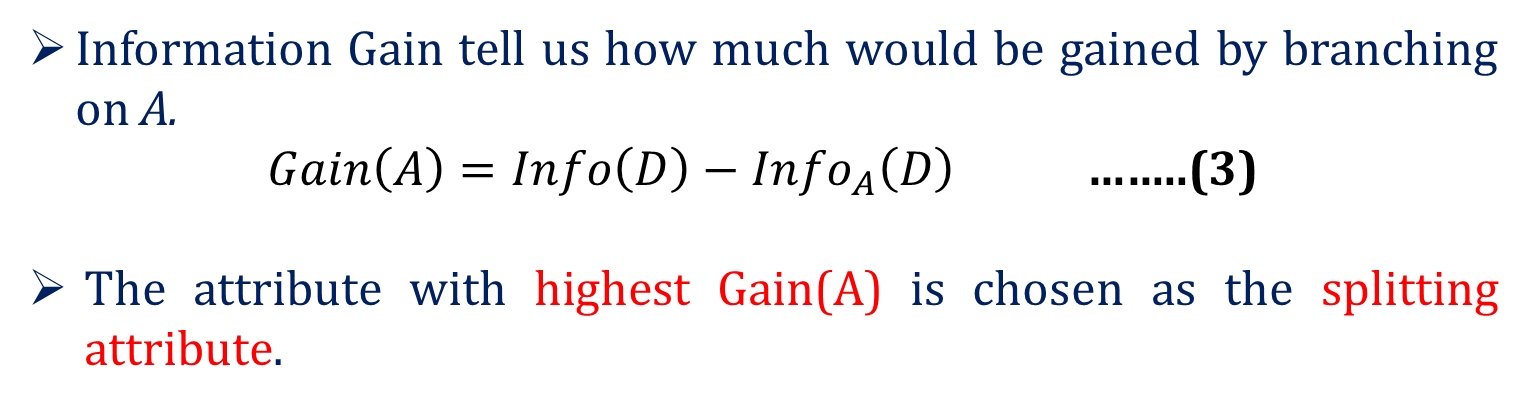 ➢ Information Gain tell us how much would be gained by branching
on A.
Gain(A) = Info(D) − Info_A(D) ........(3)
➢ The attribute with highest Gain(A) is chosen as the splitting
attribute.